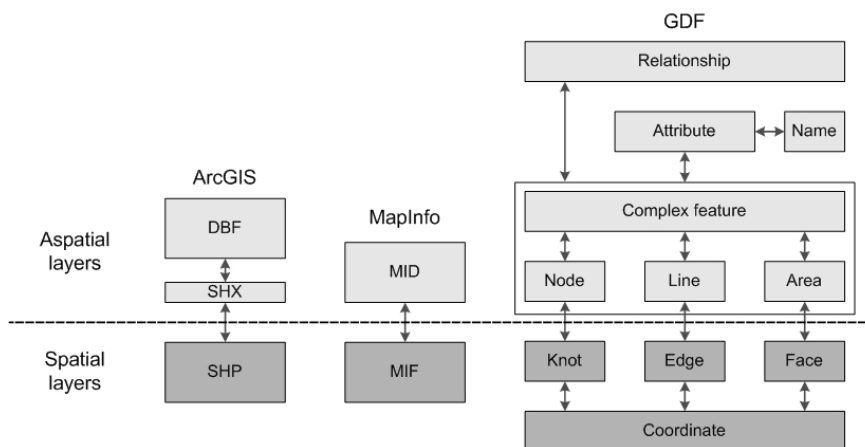 GDF
Relationship
Attribute
Name
ArcGIS
MapInfo
Complex feature
DBF
Aspatial
layers
SHX
MID
Node
Line
Area
Spatial
layers
SHP
MIF
Knot
Edge
Face
Coordinate